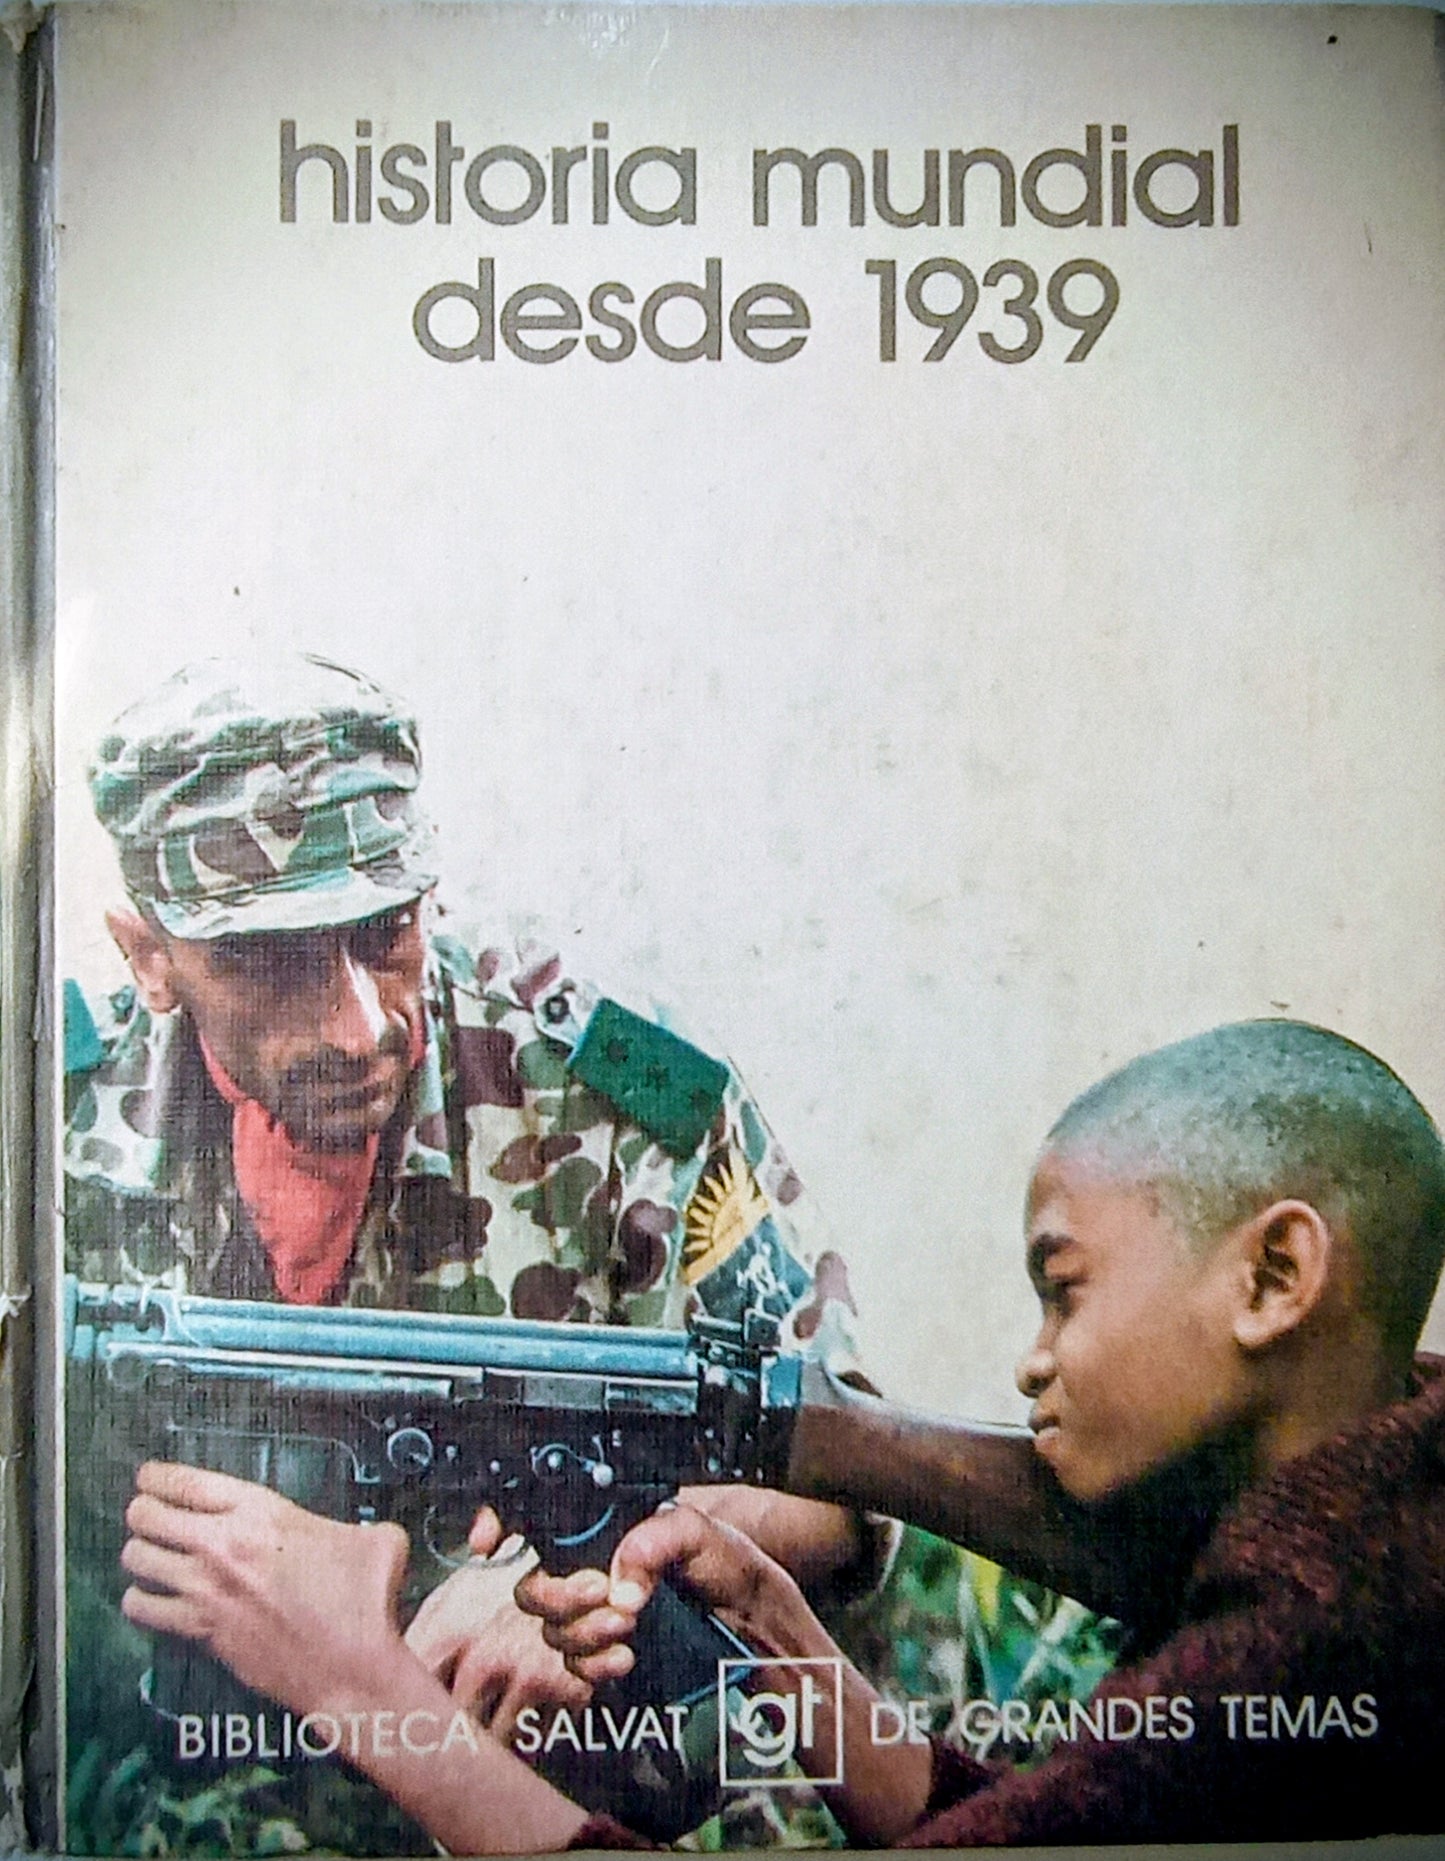 historia mundial
desde 1939
BIBLIOTECA SALVAT gt DE GRANDES TEMAS